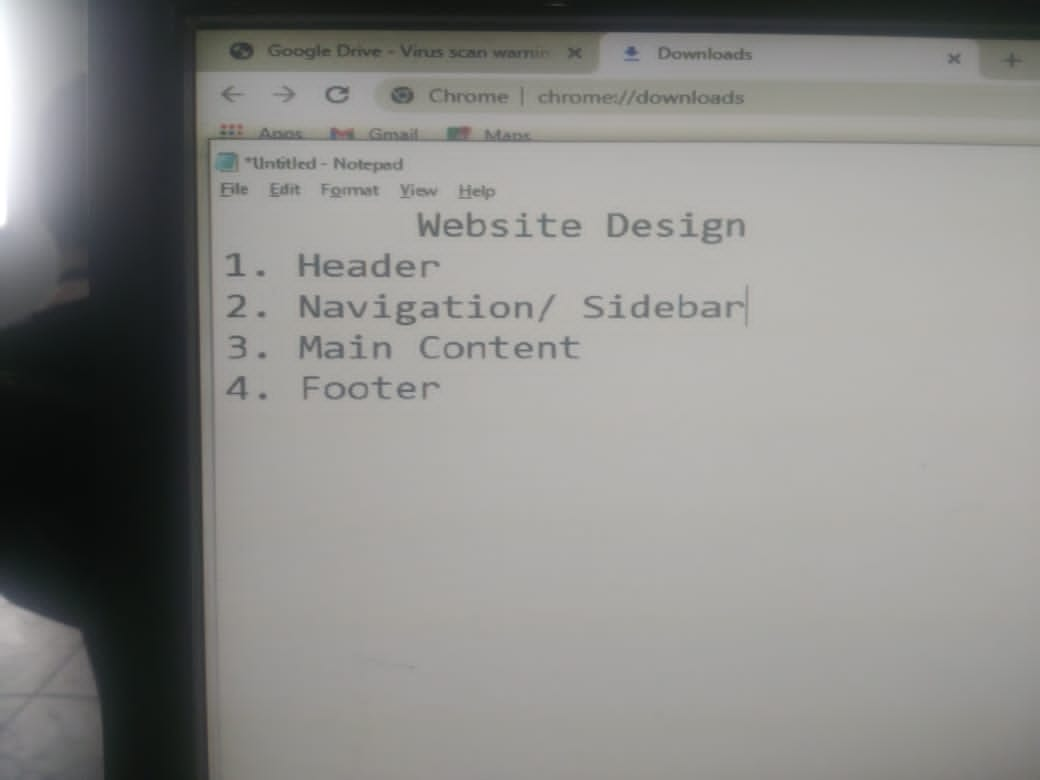 Google Drive - Virus scan warnin
Downloads
Chrome | chrome://downloads
Apps Gmail Maps
*Untitled - Notepad
File Edit Format View Help
Website Design
1. Header
2. Navigation/ Sidebar
3. Main Content
4. Footer